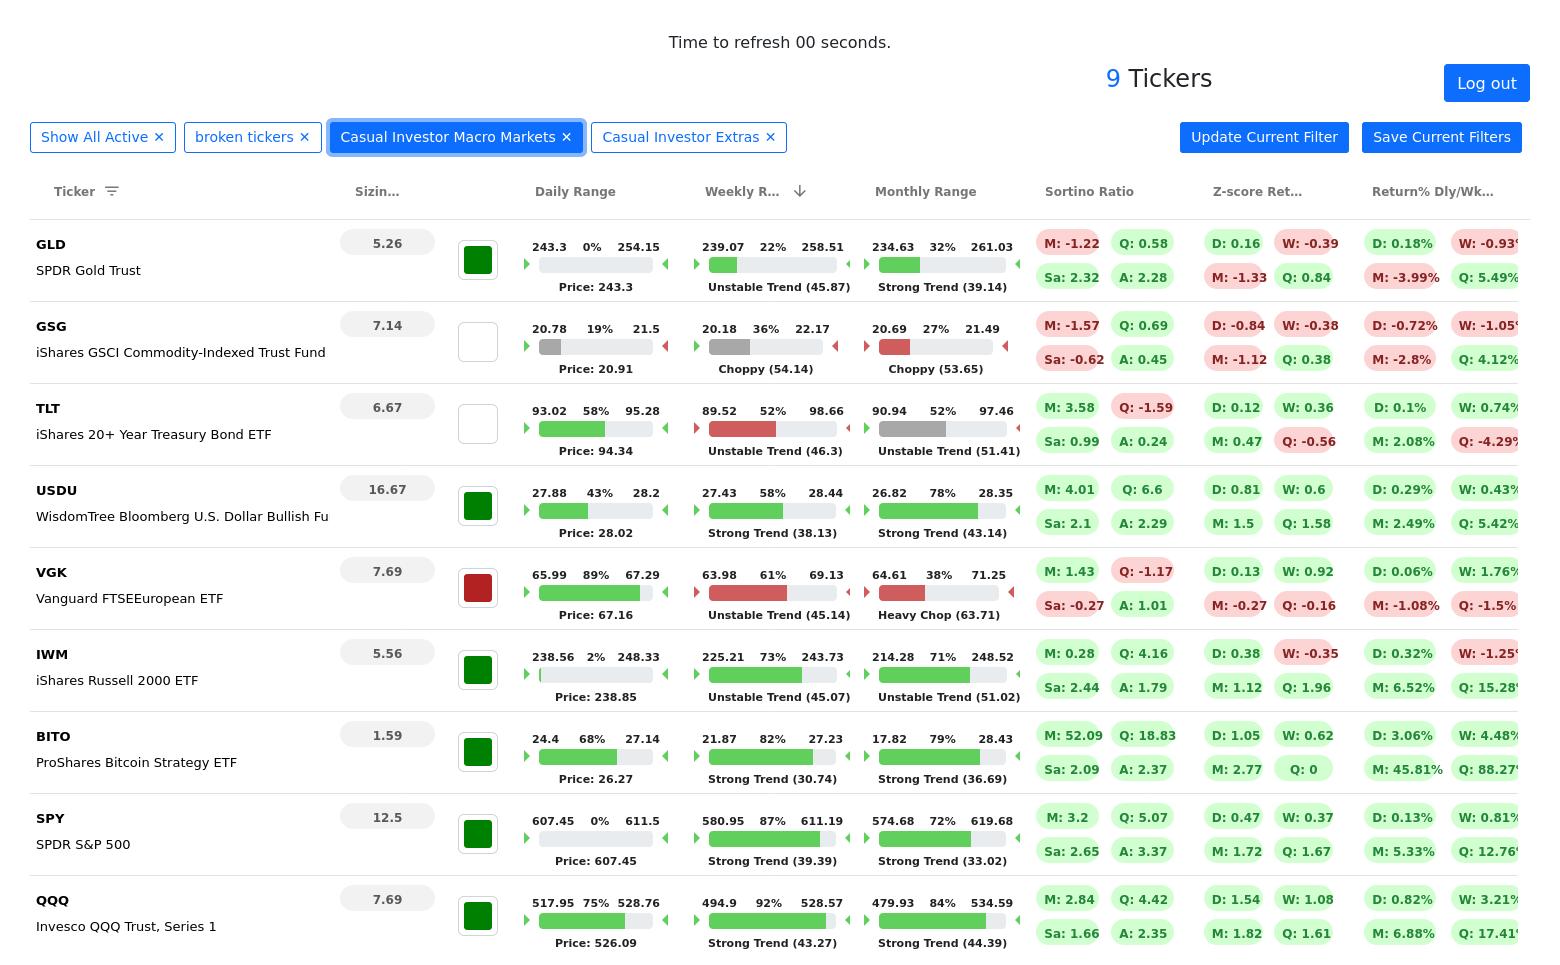 Time to refresh 00 seconds.
9 Tickers
Log out
Show All Active ✕ broken tickers ✕ Casual Investor Macro Markets ✕ Casual Investor Extras ✕ Update Current Filter Save Current Filters
Ticker Sizin... Daily Range Weekly R... Monthly Range Sortino Ratio Z-score Ret... Return% Dly/Wk...
GLD 5.26 243.3 0% 254.15 239.07 22% 258.51 234.63 32% 261.03 M: -1.22 Q: 0.58 D: 0.16 W: -0.39 D: 0.18% W: -0.93%
SPDR Gold Trust Price: 243.3 Unstable Trend (45.87) Strong Trend (39.14) Sa: 2.32 A: 2.28 M: -1.33 Q: 0.84 M: -3.99% Q: 5.49%
GSG 7.14 20.78 19% 21.5 20.18 36% 22.17 20.69 27% 21.49 M: -1.57 Q: 0.69 D: -0.84 W: -0.38 D: -0.72% W: -1.05%
iShares GSCI Commodity-Indexed Trust Fund Price: 20.91 Choppy (54.14) Choppy (53.65) Sa: -0.62 A: 0.45 M: -1.12 Q: 0.38 M: -2.8% Q: 4.12%
TLT 6.67 93.02 58% 95.28 89.52 52% 98.66 90.94 52% 97.46 M: 3.58 Q: -1.59 D: 0.12 W: 0.36 D: 0.1% W: 0.74%
iShares 20+ Year Treasury Bond ETF Price: 94.34 Unstable Trend (46.3) Unstable Trend (51.41) Sa: 0.99 A: 0.24 M: 0.47 Q: -0.56 M: 2.08% Q: -4.29%
USDU 16.67 27.88 43% 28.2 27.43 58% 28.44 26.82 78% 28.35 M: 4.01 Q: 6.6 D: 0.81 W: 0.6 D: 0.29% W: 0.43%
WisdomTree Bloomberg U.S. Dollar Bullish Fu Price: 28.02 Strong Trend (38.13) Strong Trend (43.14) Sa: 2.1 A: 2.29 M: 1.5 Q: 1.58 M: 2.49% Q: 5.42%
VGK 7.69 65.99 89% 67.29 63.98 61% 69.13 64.61 38% 71.25 M: 1.43 Q: -1.17 D: 0.13 W: 0.92 D: 0.06% W: 1.76%
Vanguard FTSEEuropean ETF Price: 67.16 Unstable Trend (45.14) Heavy Chop (63.71) Sa: -0.27 A: 1.01 M: -0.27 Q: -0.16 M: -1.08% Q: -1.5%
IWM 5.56 238.56 2% 248.33 225.21 73% 243.73 214.28 71% 248.52 M: 0.28 Q: 4.16 D: 0.38 W: -0.35 D: 0.32% W: -1.25%
iShares Russell 2000 ETF Price: 238.85 Unstable Trend (45.07) Unstable Trend (51.02) Sa: 2.44 A: 1.79 M: 1.12 Q: 1.96 M: 6.52% Q: 15.28%
BITO 1.59 24.4 68% 27.14 21.87 82% 27.23 17.82 79% 28.43 M: 52.09 Q: 18.83 D: 1.05 W: 0.62 D: 3.06% W: 4.48%
ProShares Bitcoin Strategy ETF Price: 26.27 Strong Trend (30.74) Strong Trend (36.69) Sa: 2.09 A: 2.37 M: 2.77 Q: 0 M: 45.81% Q: 88.27%
SPY 12.5 607.45 0% 611.5 580.95 87% 611.19 574.68 72% 619.68 M: 3.2 Q: 5.07 D: 0.47 W: 0.37 D: 0.13% W: 0.81%
SPDR S&P 500 Price: 607.45 Strong Trend (39.39) Strong Trend (33.02) Sa: 2.65 A: 3.37 M: 1.72 Q: 1.67 M: 5.33% Q: 12.76%
QQQ 7.69 517.95 75% 528.76 494.9 92% 528.57 479.93 84% 534.59 M: 2.84 Q: 4.42 D: 1.54 W: 1.08 D: 0.82% W: 3.21%
Invesco QQQ Trust, Series 1 Price: 526.09 Strong Trend (43.27) Strong Trend (44.39) Sa: 1.66 A: 2.35 M: 1.82 Q: 1.61 M: 6.88% Q: 17.41%